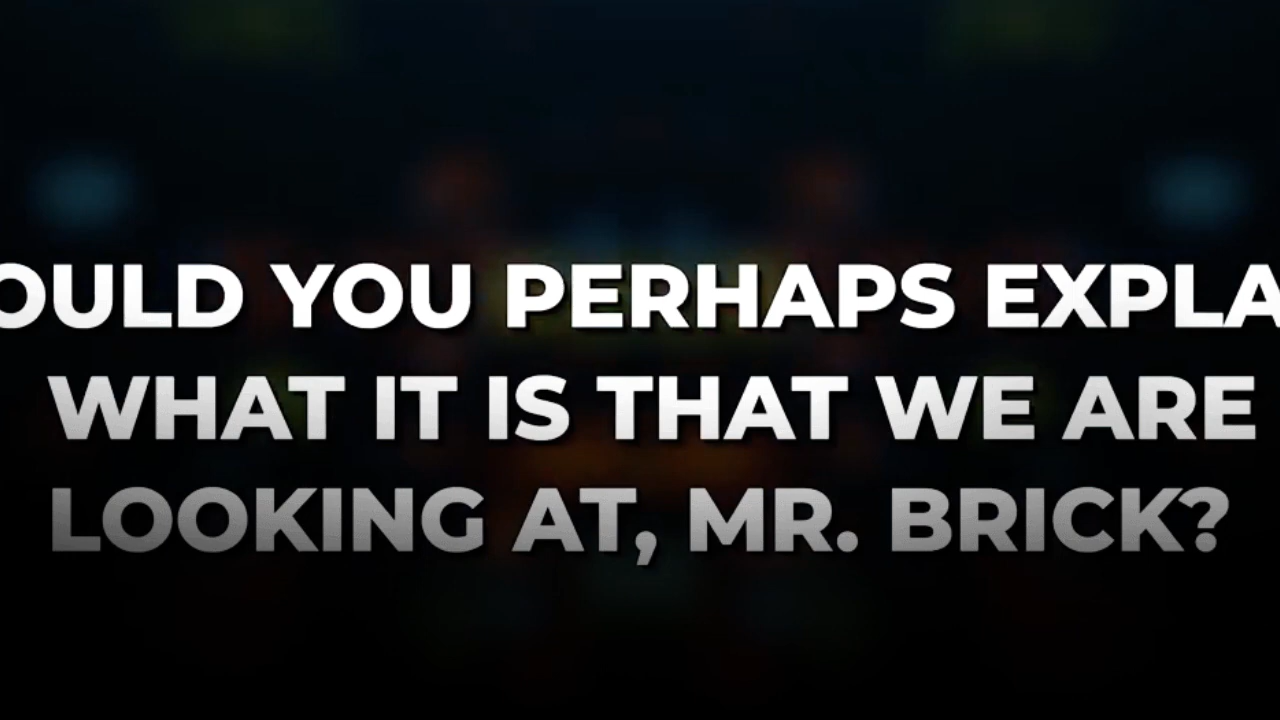 OULD YOU PERHAPS EXPLA
WHAT IT IS THAT WE ARE
LOOKING AT, MR. BRICK?